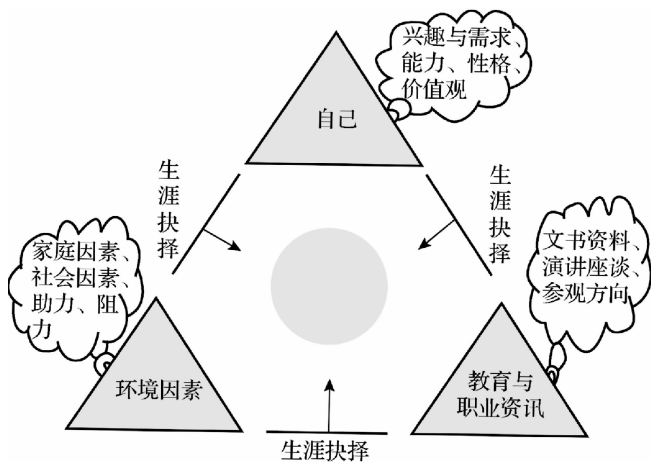 兴趣与需求、
能力、性格、
价值观
自己
生涯抉择
生涯抉择
家庭因素、
社会因素、
助力、阻
力
文书资料、
演讲座谈、
参观方向
环境因素
教育与
职业资讯
生涯抉择